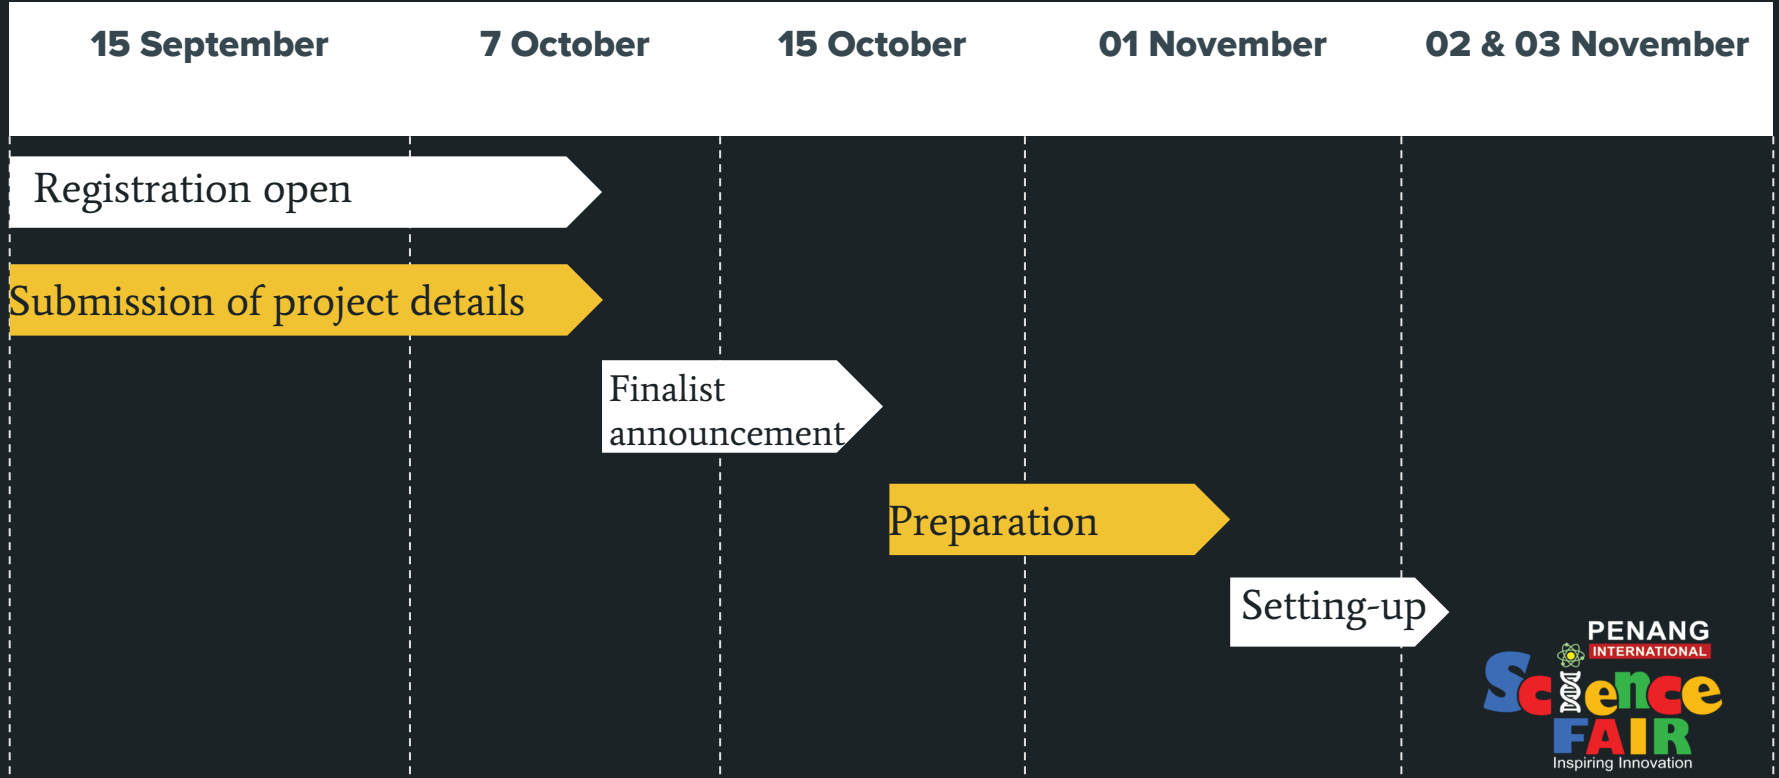 15 September
7 October
15 October
01 November
02 & 03 November
Registration open
Submission of project details
Finalist
announcement
Preparation
Setting-up
PENANG
INTERNATIONAL
Science
FAIR
Inspiring Innovation